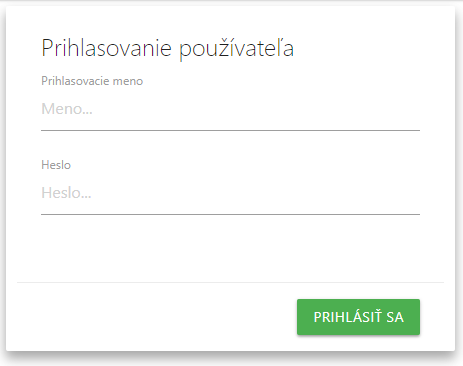 Prihlasovanie používateľa
Prihlasovacie meno
Meno...
Heslo
Heslo...
PRIHLÁSIŤ SA